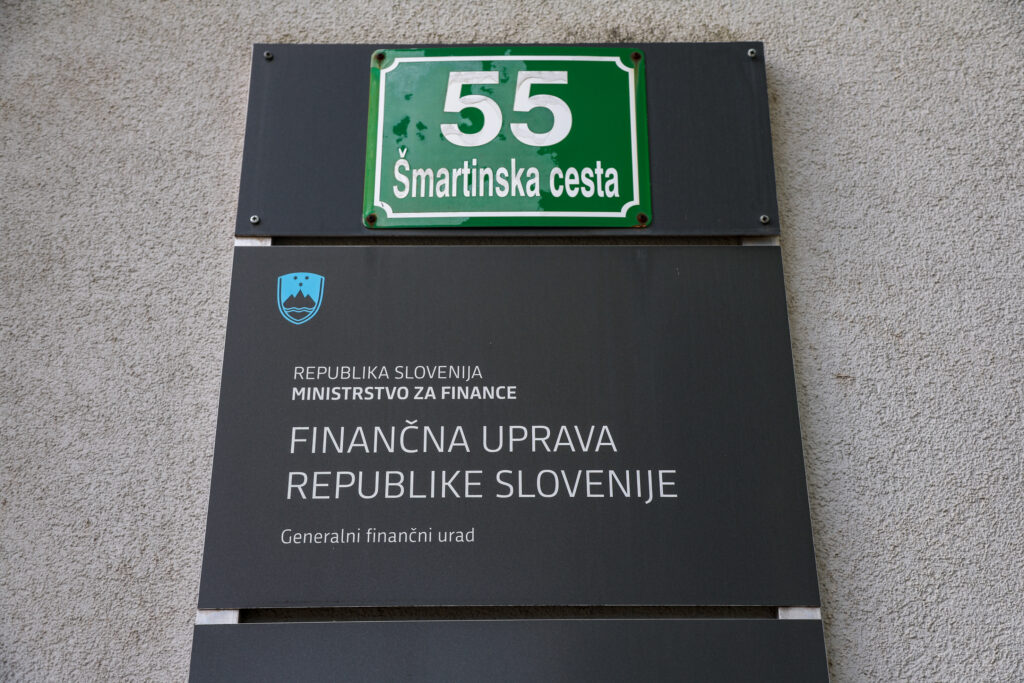 55
Šmartinska cesta
REPUBLIKA SLOVENIJA
MINISTRSTVO ZA FINANCE
FINANČNA UPRAVA
REPUBLIKE SLOVENIJE
Generalni finančni urad